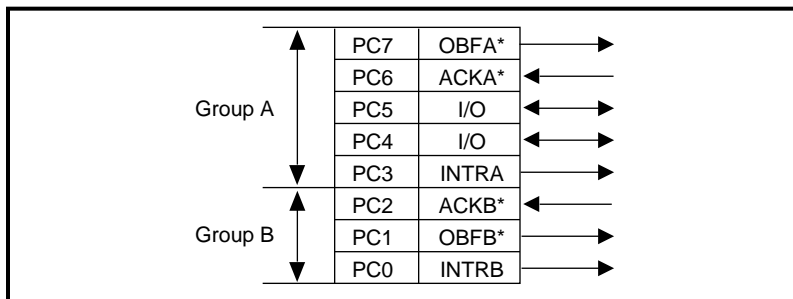 PC7 OBFA*
PC6 ACKA*
Group A PC5 I/O
PC4 I/O
PC3 INTRA
PC2 ACKB*
Group B PC1 OBFB*
PC0 INTRB